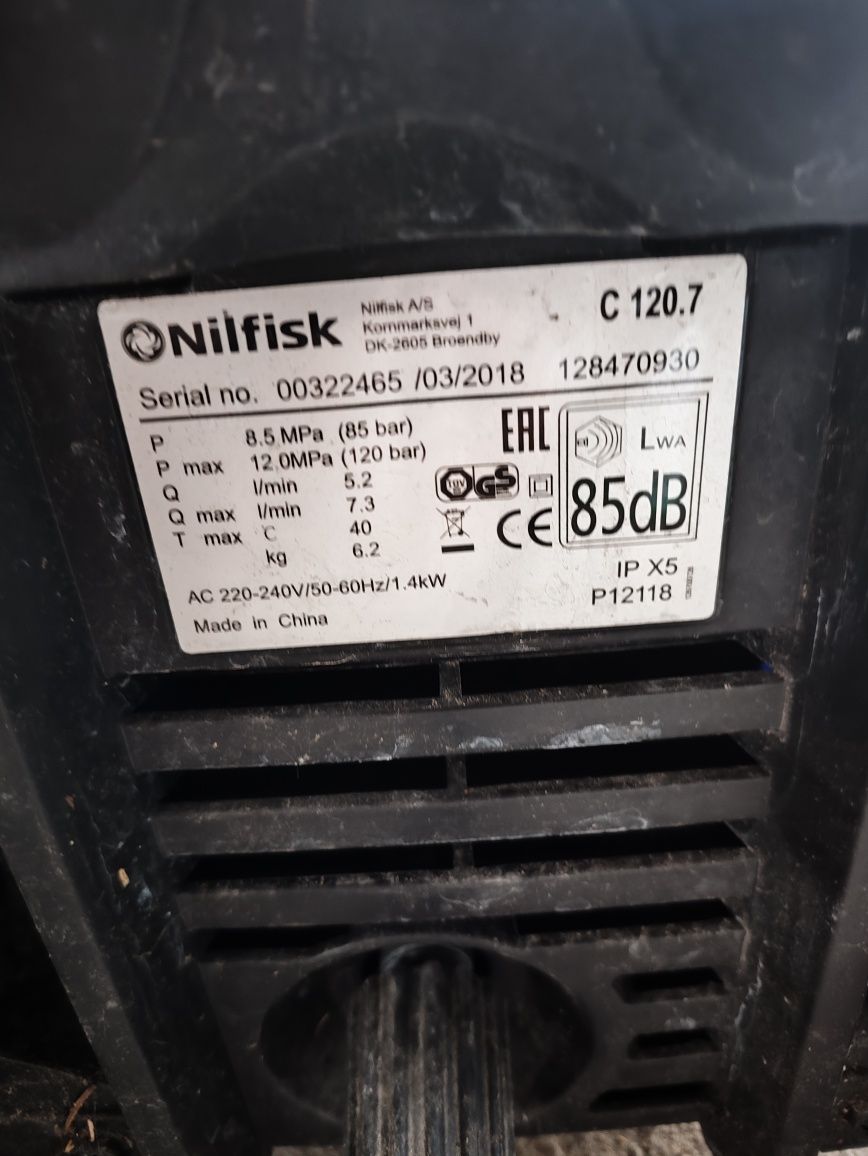 Nilfisk
Nilfisk A/S
Kornmarksvej 1
DK-2605 Broendby
C 120.7
Serial no. 00322465 /03/2018 128470930
P 8.5 MPa (85 bar)
P max 12.0MPa (120 bar)
Q l/min 5.2
Q max l/min 7.3
T max °C 40
kg 6.2
EAC
LWA
85dB
GS
CE
AC 220-240V/50-60Hz/1.4kW
IP X5
P12118
Made in China